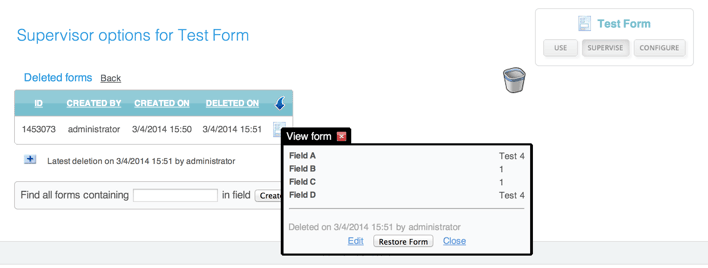 Supervisor options for Test Form
Test Form
USE SUPERVISE CONFIGURE
Deleted forms Back
ID CREATED BY CREATED ON DELETED ON
1453073 administrator 3/4/2014 15:50 3/4/2014 15:51
Latest deletion on 3/4/2014 15:51 by administrator
Find all forms containing in field Create
View form
Field A Test 4
Field B 1
Field C 1
Field D Test 4
Deleted on 3/4/2014 15:51 by administrator
Edit Restore Form Close